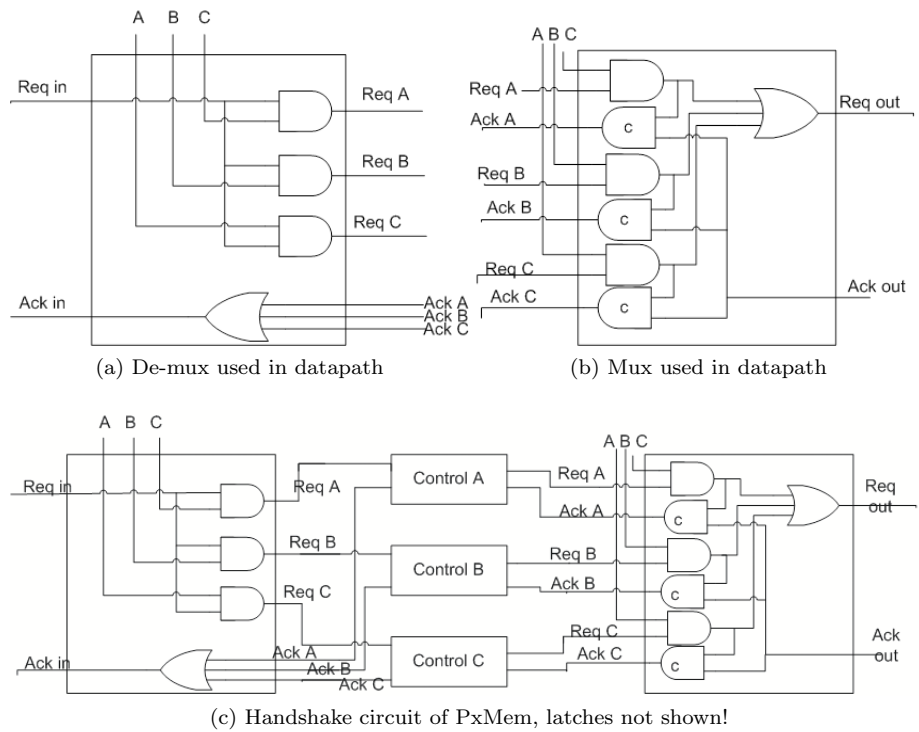 A B C
Req in
Req A
Req B
Req C
Ack in
Ack A
Ack B
Ack C
(a) De-mux used in datapath
A B C
Req A
Ack A
c
Req B
Ack B
c
Req C
Ack C
c
Req out
Ack out
(b) Mux used in datapath
A B C
Req in
Req A
Req B
Req C
Ack in
Ack A
Ack B
Ack C
Control A
Control B
Control C
A B C
Req A
Ack A
c
Req B
Ack B
c
Req C
Ack C
c
Req
out
Ack
out
(c) Handshake circuit of PxMem, latches not shown!